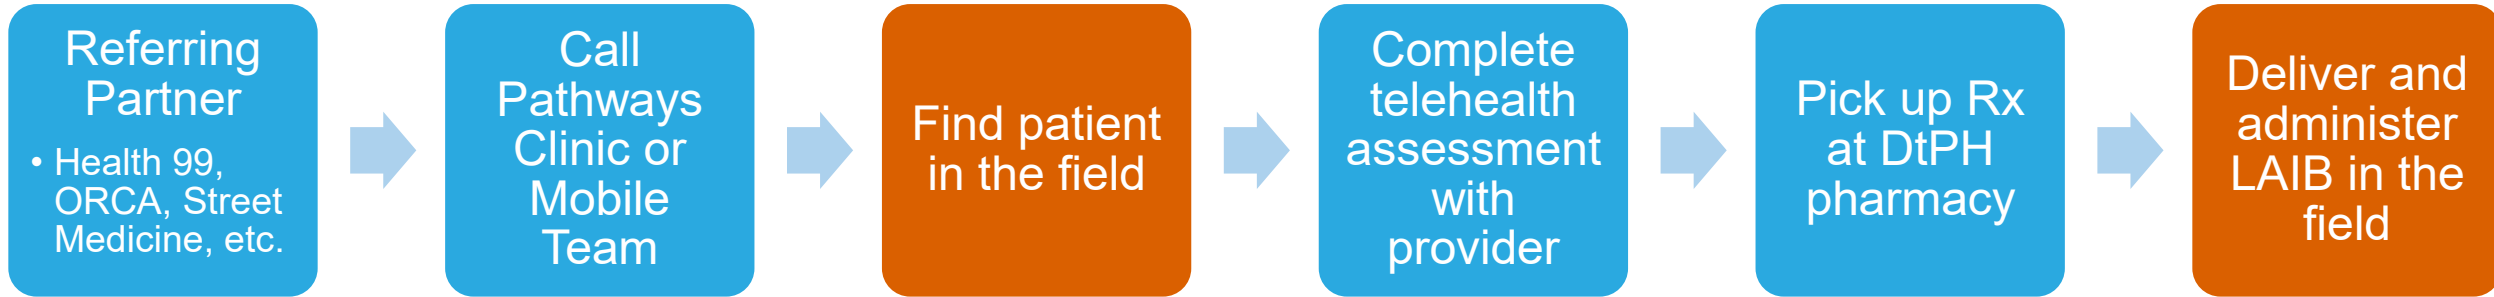 Referring
Partner
• Health 99,
ORCA, Street
Medicine, etc.
Call
Pathways
Clinic or
Mobile
Team
Find patient
in the field
Complete
telehealth
assessment
with
provider
Pick up Rx
at DtPH
pharmacy
Deliver and
administer
LAIB in the
field